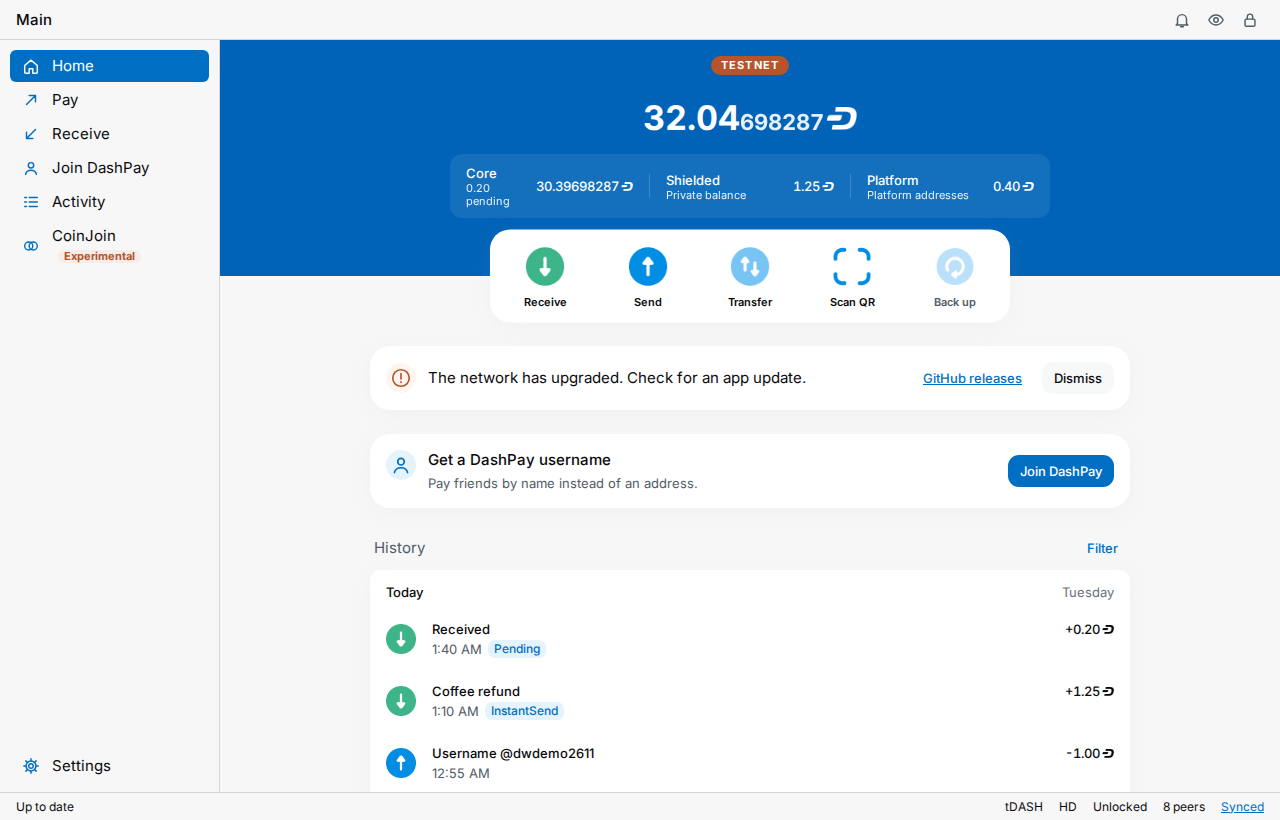 Main
Home
Pay
Receive
Join DashPay
Activity
CoinJoin
Experimental
Settings
TESTNET
32.04698287
Core
0.20
pending
30.39698287
Shielded
Private balance
1.25
Platform
Platform addresses
0.40
Receive
Send
Transfer
Scan QR
Back up
The network has upgraded. Check for an app update.
GitHub releases
Dismiss
Get a DashPay username
Pay friends by name instead of an address.
Join DashPay
History
Filter
Today
Tuesday
Received
+0.20
1:40 AM Pending
Coffee refund
+1.25
1:10 AM InstantSend
Username @dwdemo2611
-1.00
12:55 AM
Up to date
tDASH
HD
Unlocked
8 peers
Synced